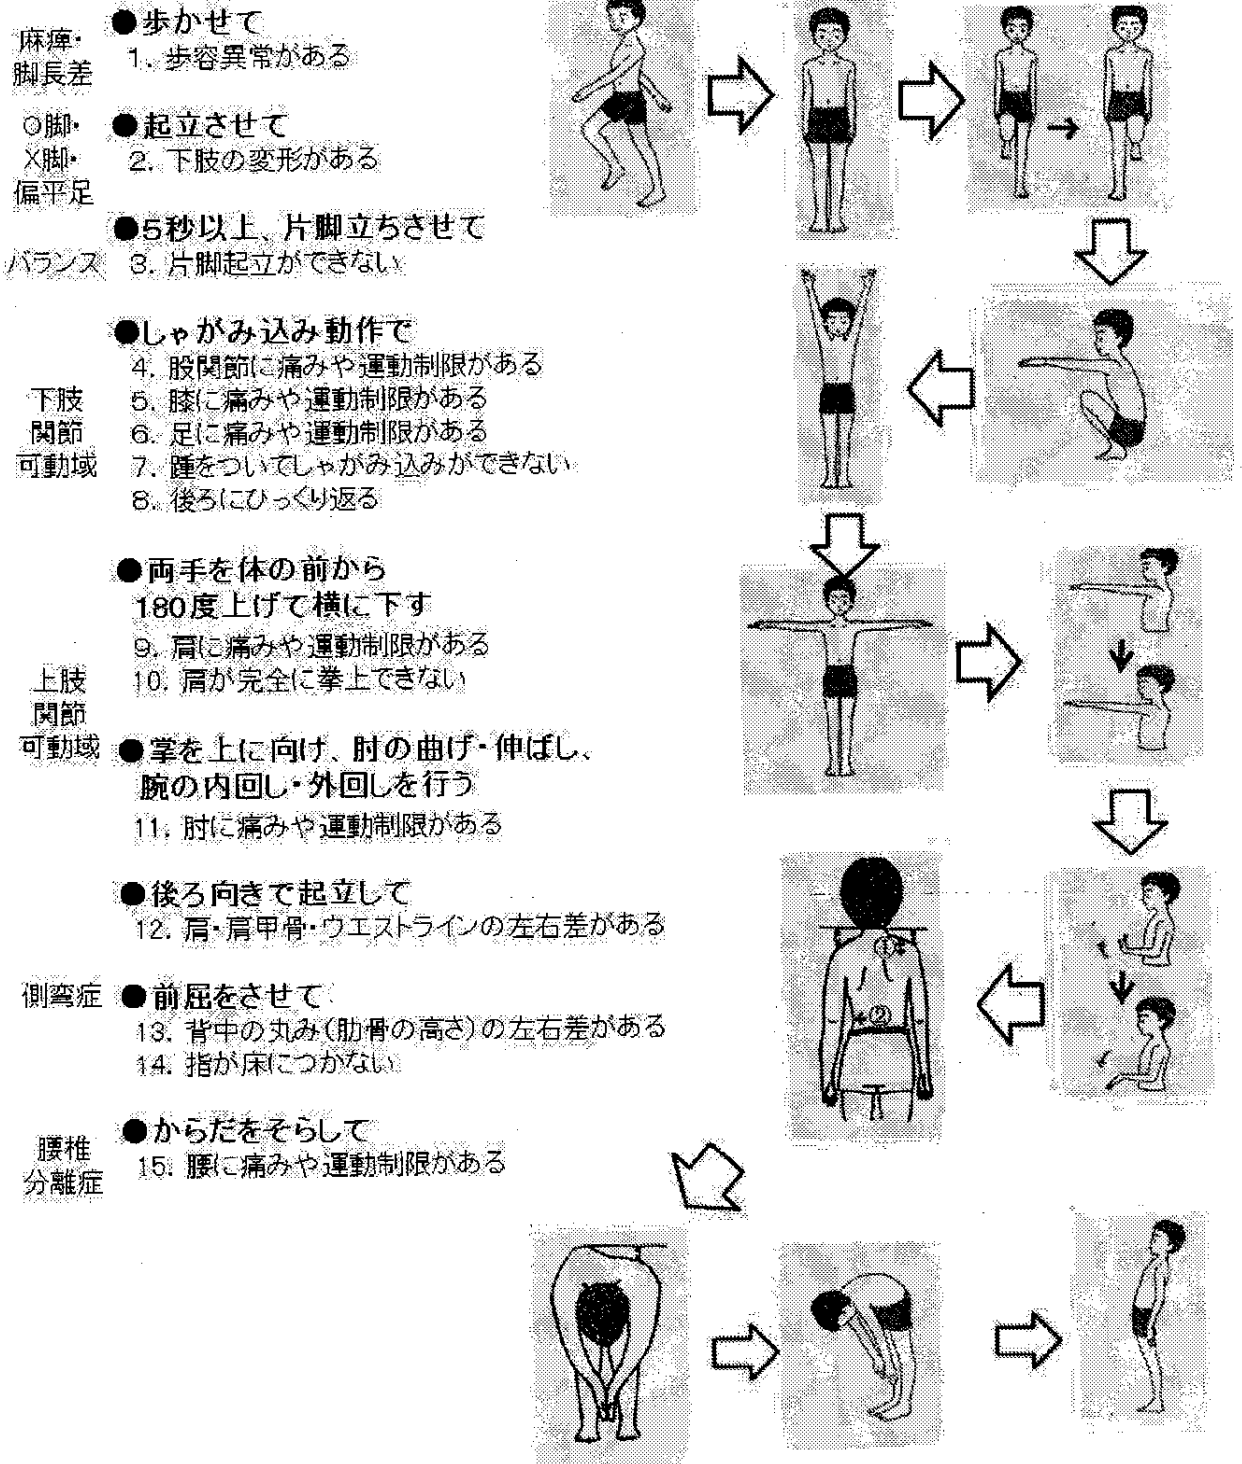 麻痺・
脚長差
●歩かせて
1. 歩容異常がある
O脚・
X脚・
偏平足
●起立させて
2. 下肢の変形がある
●5秒以上、片脚立ちさせて
バランス
3. 片脚起立ができない
●しゃがみ込み動作で
4. 股関節に痛みや運動制限がある
下肢
関節
可動域
5. 膝に痛みや運動制限がある
6. 足に痛みや運動制限がある
7. 踵をついてしゃがみ込みができない
8. 後ろにひっくり返る
●両手を体の前から
180度上げて横に下す
9. 肩に痛みや運動制限がある
10. 肩が完全に挙上できない
上肢
関節
可動域
●掌を上に向け、肘の曲げ・伸ばし、
腕の内回し・外回しを行う
11. 肘に痛みや運動制限がある
●後ろ向きで起立して
12. 肩・肩甲骨・ウエストラインの左右差がある
側弯症
●前屈をさせて
13. 背中の丸み(肋骨の高さ)の左右差がある
14. 指が床につかない
●からだをそらして
腰椎
分離症
15. 腰に痛みや運動制限がある
①
②